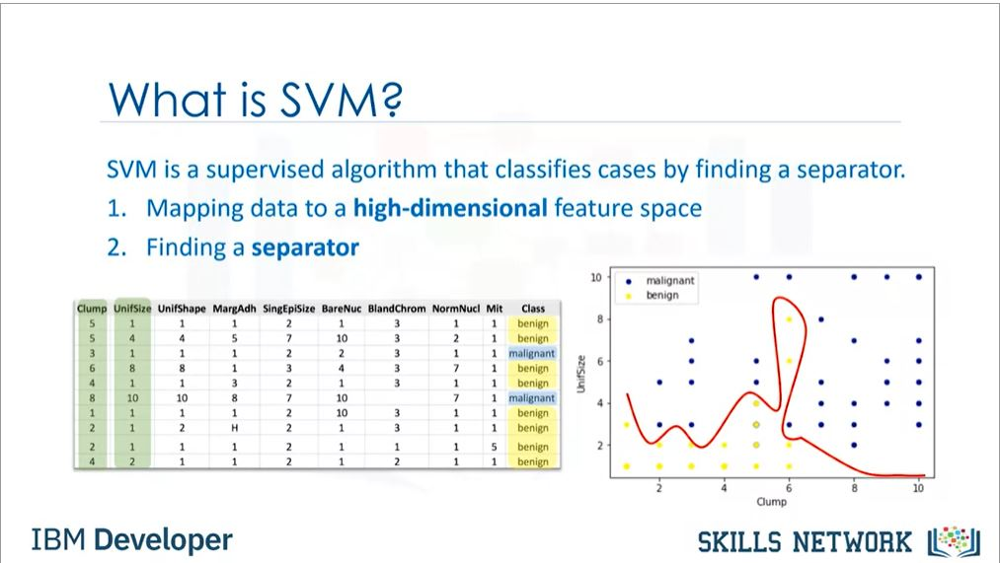 What is SVM?
SVM is a supervised algorithm that classifies cases by finding a separator.
1. Mapping data to a high-dimensional feature space
2. Finding a separator
Clump UnifSize UnifShape MargAdh SingEpiSize BareNuc BlandChrom NormNucl Mit Class
5 1 1 1 2 1 3 1 1 benign
5 4 4 5 7 10 3 2 1 benign
3 1 1 1 2 2 3 1 1 malignant
6 8 8 1 3 4 3 7 1 benign
4 1 1 3 2 1 3 1 1 benign
8 10 10 8 7 10 7 1 malignant
1 1 1 1 2 10 3 1 1 benign
2 1 2 H 2 1 3 1 1 benign
2 1 1 1 2 1 1 1 5 benign
4 2 1 1 2 1 2 1 1 benign
malignant
benign
10
8
6
4
2
UnifSize
2 4 6 8 10
Clump
IBM Developer
SKILLS NETWORK